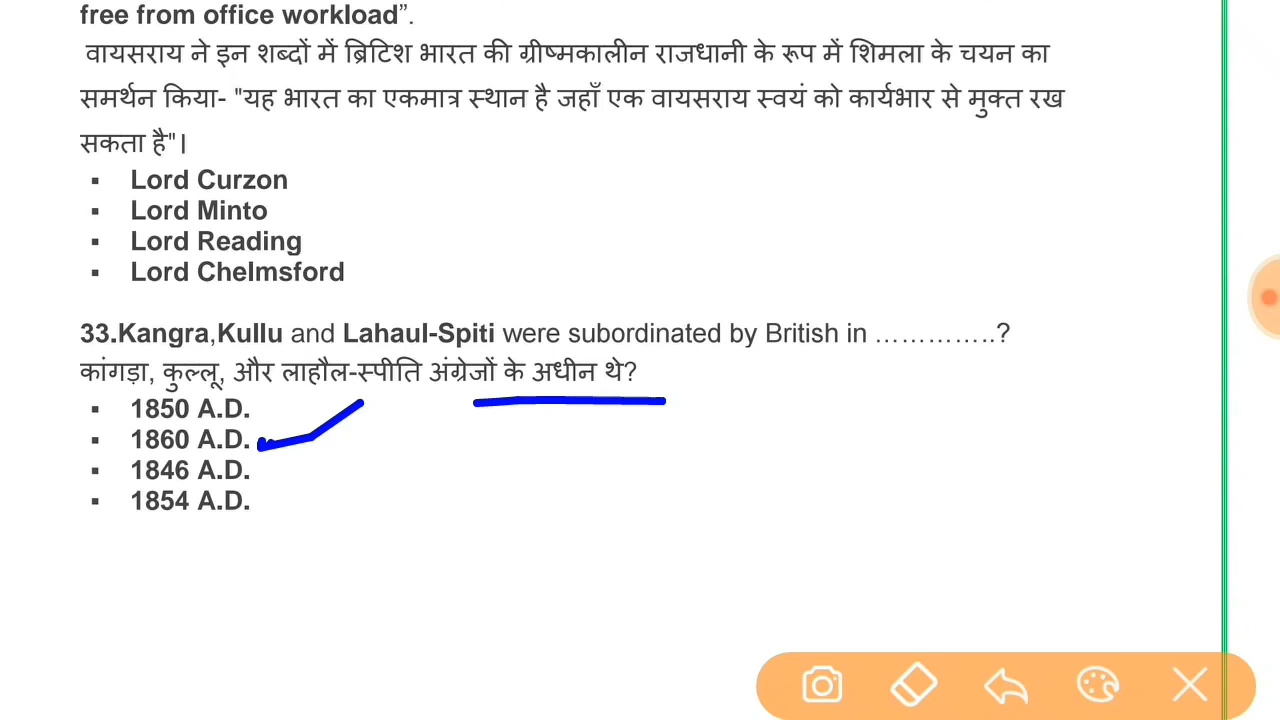 free from office workload”.
वायसराय ने इन शब्दों में ब्रिटिश भारत की ग्रीष्मकालीन राजधानी के रूप में शिमला के चयन का
समर्थन किया- "यह भारत का एकमात्र स्थान है जहाँ एक वायसराय स्वयं को कार्यभार से मुक्त रख
सकता है"।
▪ Lord Curzon
▪ Lord Minto
▪ Lord Reading
▪ Lord Chelmsford
33.Kangra,Kullu and Lahaul-Spiti were subordinated by British in …………..?
कांगड़ा, कुल्लू, और लाहौल-स्पीति अंग्रेजों के अधीन थे?
▪ 1850 A.D.
▪ 1860 A.D.
▪ 1846 A.D.
▪ 1854 A.D.